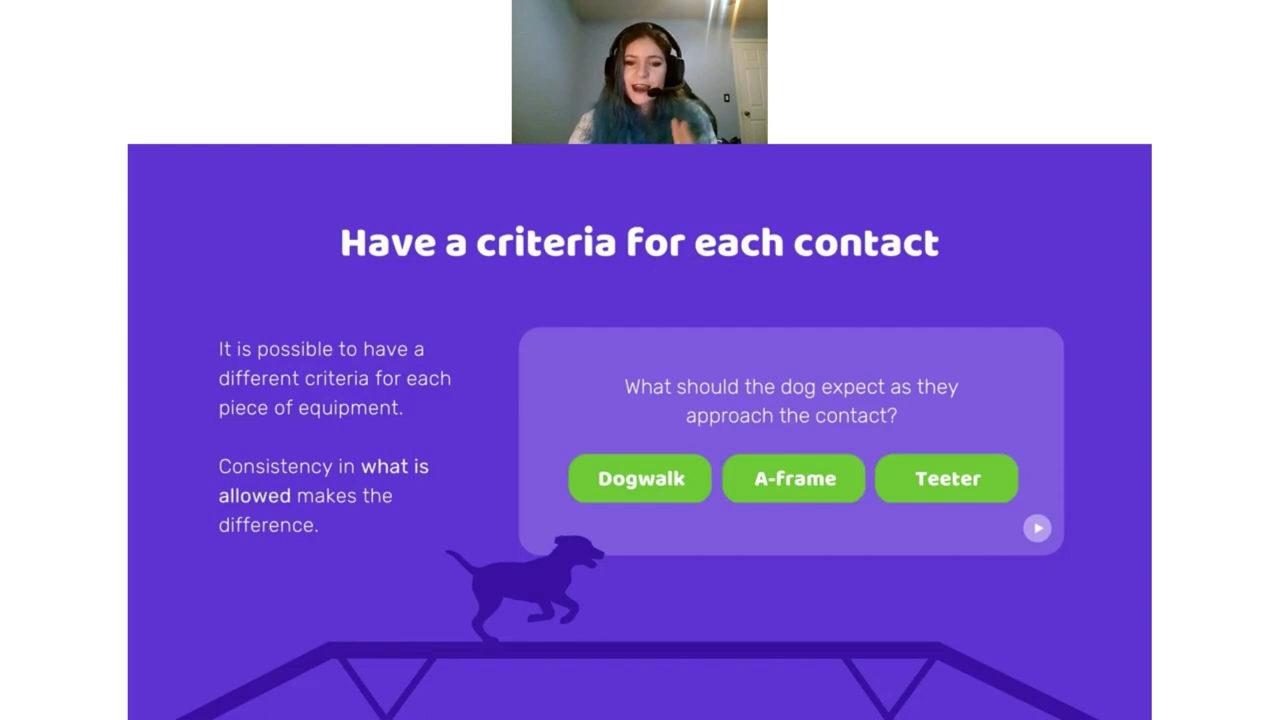 Have a criteria for each contact
It is possible to have a
different criteria for each
piece of equipment.
Consistency in what is
allowed makes the
difference.
What should the dog expect as they
approach the contact?
Dogwalk
A-frame
Teeter